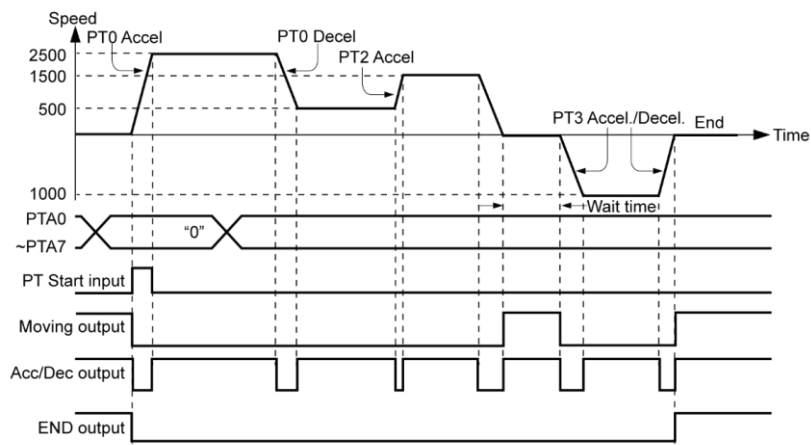 Speed
PT0 Accel
PT0 Decel
PT2 Accel
2500
1500
500
PT3 Accel./Decel.
End
Time
1000
Wait time
PTA0
~PTA7
“0”
PT Start input
Moving output
Acc/Dec output
END output